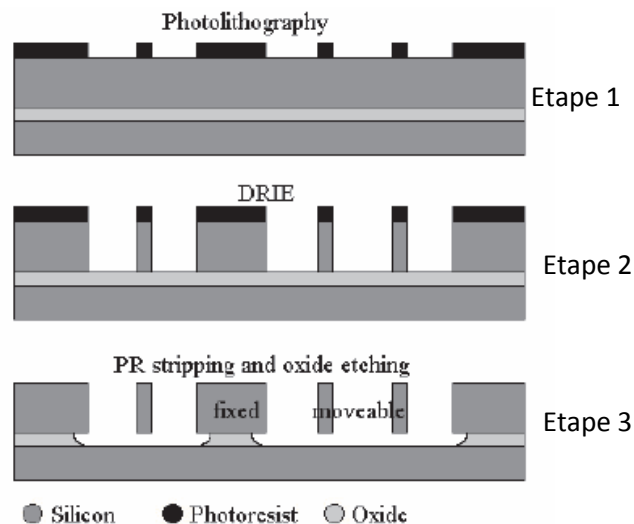 Photolithography
Etape 1
DRIE
Etape 2
PR stripping and oxide etching
fixed moveable
Etape 3
Silicon Photoresist Oxide